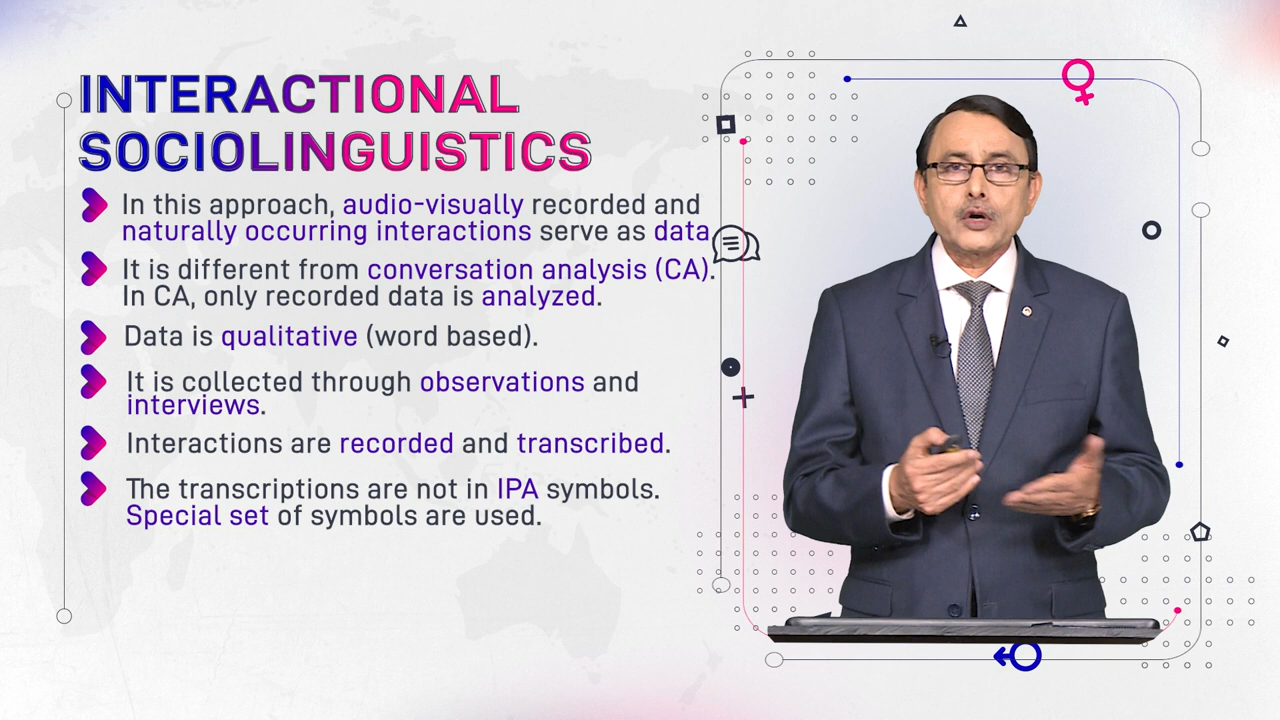 INTERACTIONAL
SOCIOLINGUISTICS
In this approach, audio-visually recorded and
naturally occurring interactions serve as data.
It is different from conversation analysis (CA).
In CA, only recorded data is analyzed.
Data is qualitative (word based).
It is collected through observations and
interviews.
Interactions are recorded and transcribed.
The transcriptions are not in IPA symbols.
Special set of symbols are used.